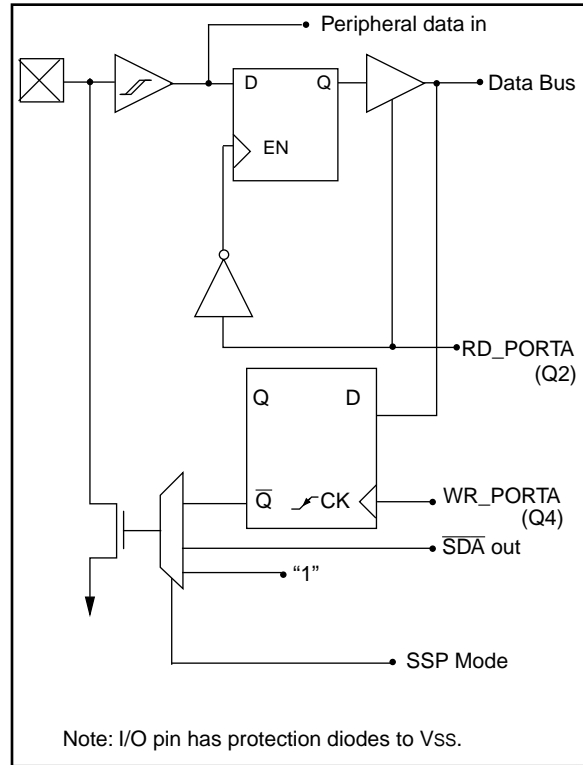 Peripheral data in
D Q
Data Bus
EN
RD_PORTA
(Q2)
Q D
Q̅ CK
WR_PORTA
(Q4)
S̅D̅A̅ out
“1”
SSP Mode
Note: I/O pin has protection diodes to VSS.